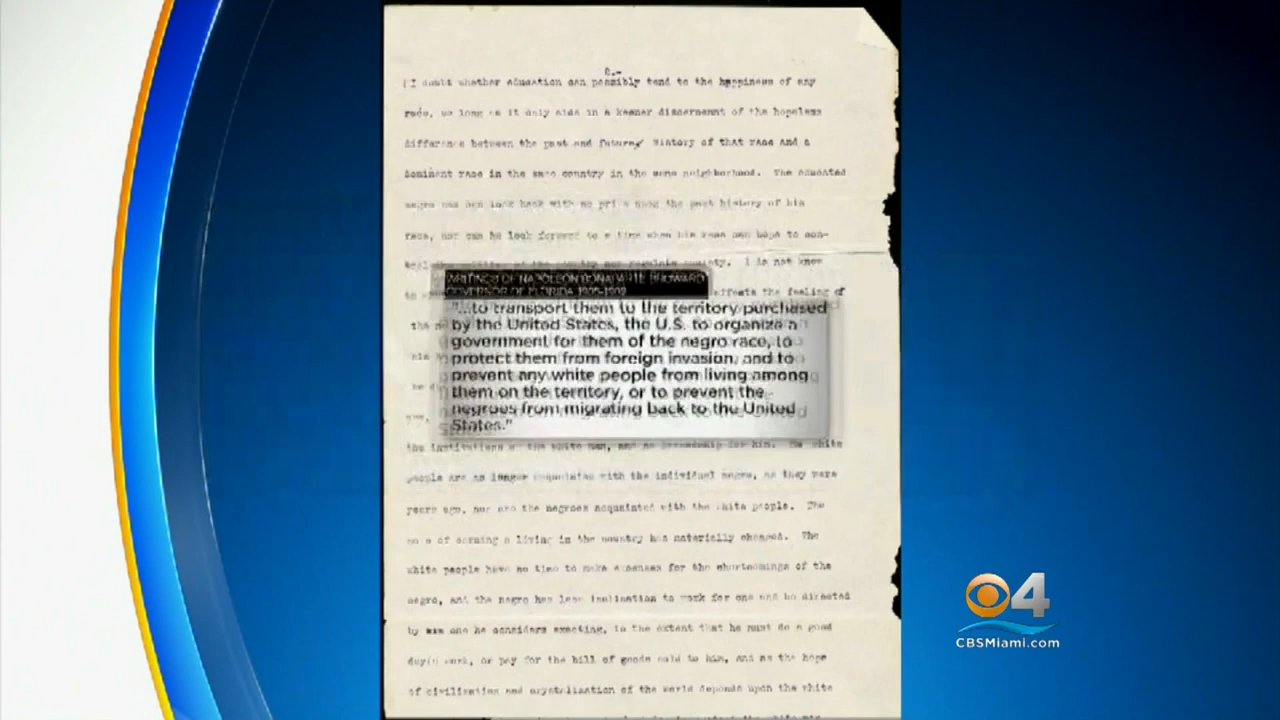 2.-
I doubt whether education can possibly tend to the happiness of any
race, so long as it only aids in a keener discernment of the hopeless
difference between the past and future history of that race and a
dominant race in the same country in the same neighborhood. The educated
negro can look back with no pride upon the past history of his
race, nor can he look forward to a time when his race can hope to con-
society. I do not know
the feeling of
WRITINGS OF NAPOLEON BONAPARTE BROWARD
GOVERNOR OF FLORIDA 1905-1909
"...to transport them to the territory purchased
by the United States, the U.S. to organize a
government for them of the negro race, to
protect them from foreign invasion, and to
prevent any white people from living among
them on the territory, or to prevent the
negroes from migrating back to the United
States."
the institutions of the white man, and no for him. The white
people are no longer acquainted with the individual negro, as they were
years ago, nor are the negroes acquainted with the white people. The
of earning a living in the country has materially changed. The
white people have no time to make excuses for the shortcomings of the
negro, and the negro has less inclination to work for one and be directed
by one he considers exacting, to the extent that he must do a good
day's work, or pay for the bill of goods sold to him, and as the hope
of civilization and crystalization of the world depends upon the white
4
CBSMiami.com